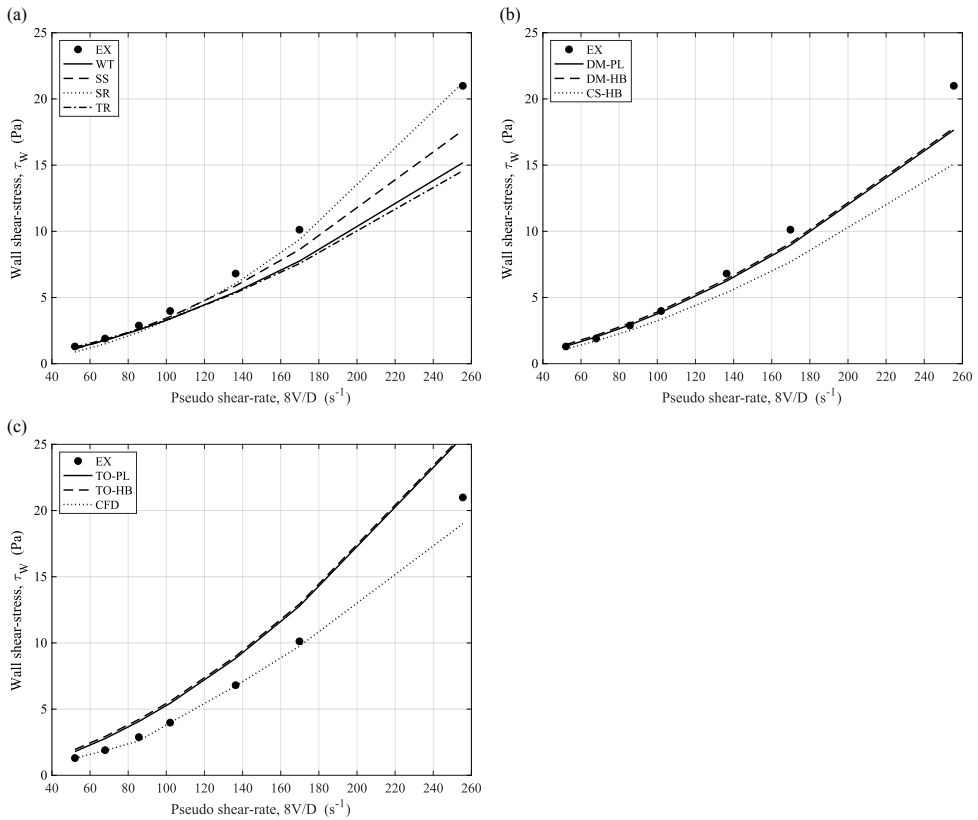 (a)
25
20
15
10
5
0
Wall shear-stress, τ_W (Pa)
EX
WT
SS
SR
TR
40 60 80 100 120 140 160 180 200 220 240 260
Pseudo shear-rate, 8V/D (s^-1)
(b)
25
20
15
10
5
0
Wall shear-stress, τ_W (Pa)
EX
DM-PL
DM-HB
CS-HB
40 60 80 100 120 140 160 180 200 220 240 260
Pseudo shear-rate, 8V/D (s^-1)
(c)
25
20
15
10
5
0
Wall shear-stress, τ_W (Pa)
EX
TO-PL
TO-HB
CFD
40 60 80 100 120 140 160 180 200 220 240 260
Pseudo shear-rate, 8V/D (s^-1)